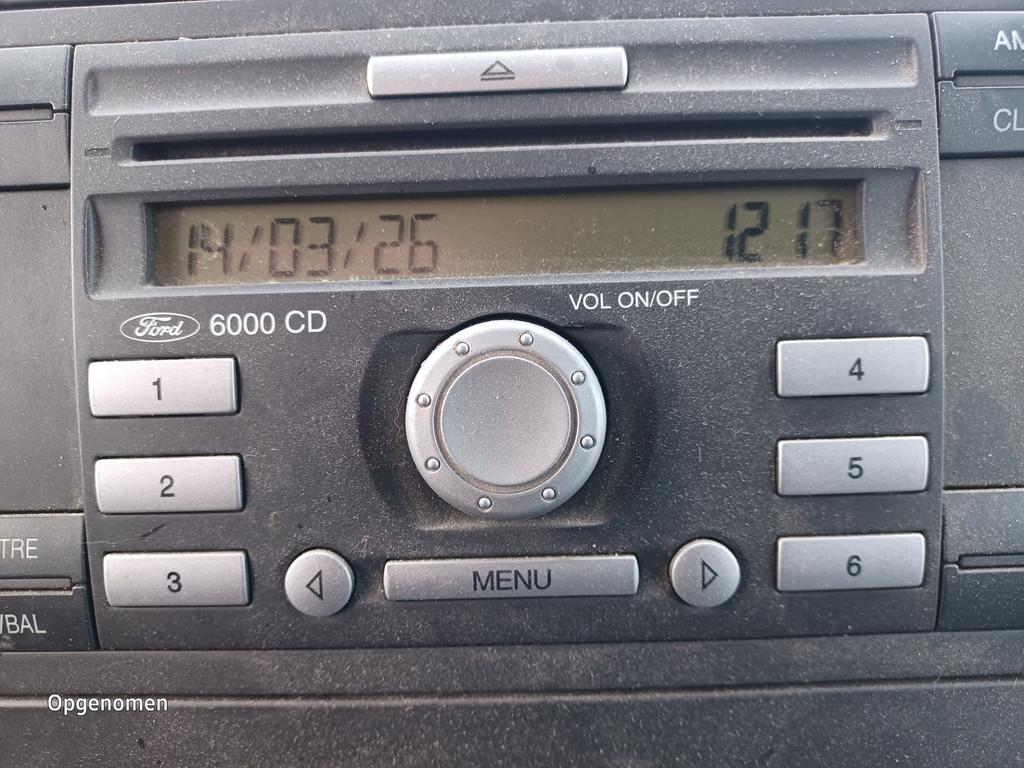 AM
CL
14/03/26 12 17
VOL ON/OFF
Ford 6000 CD
1
4
2
5
TRE
3
MENU
6
/BAL
Opgenomen